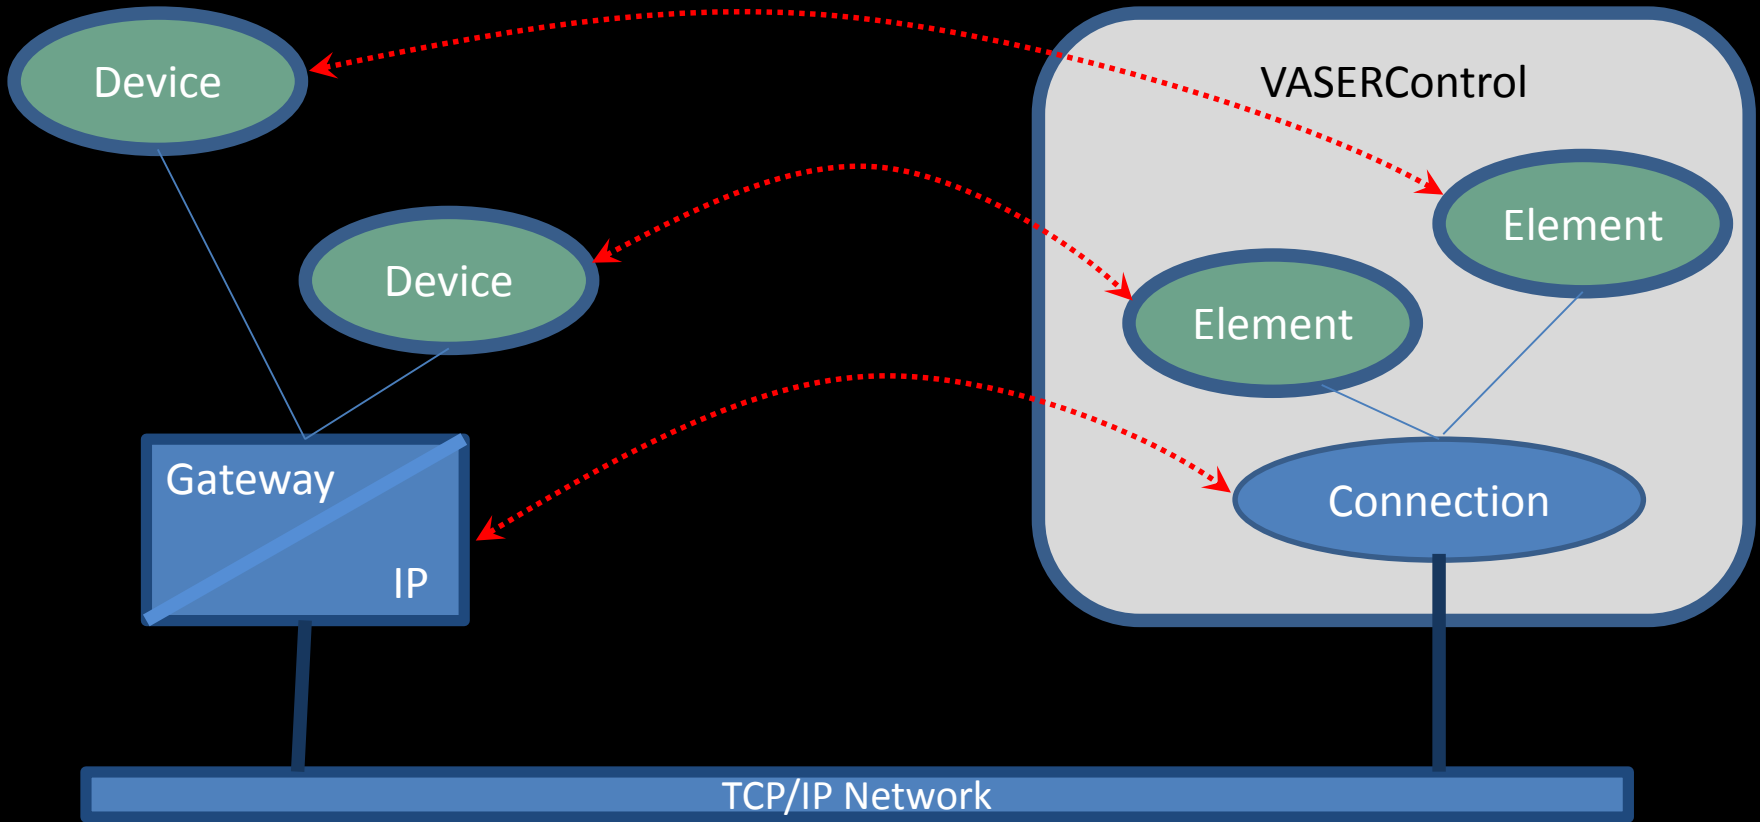 Device
VASERControl
Element
Device
Element
Gateway
Connection
IP
TCP/IP Network